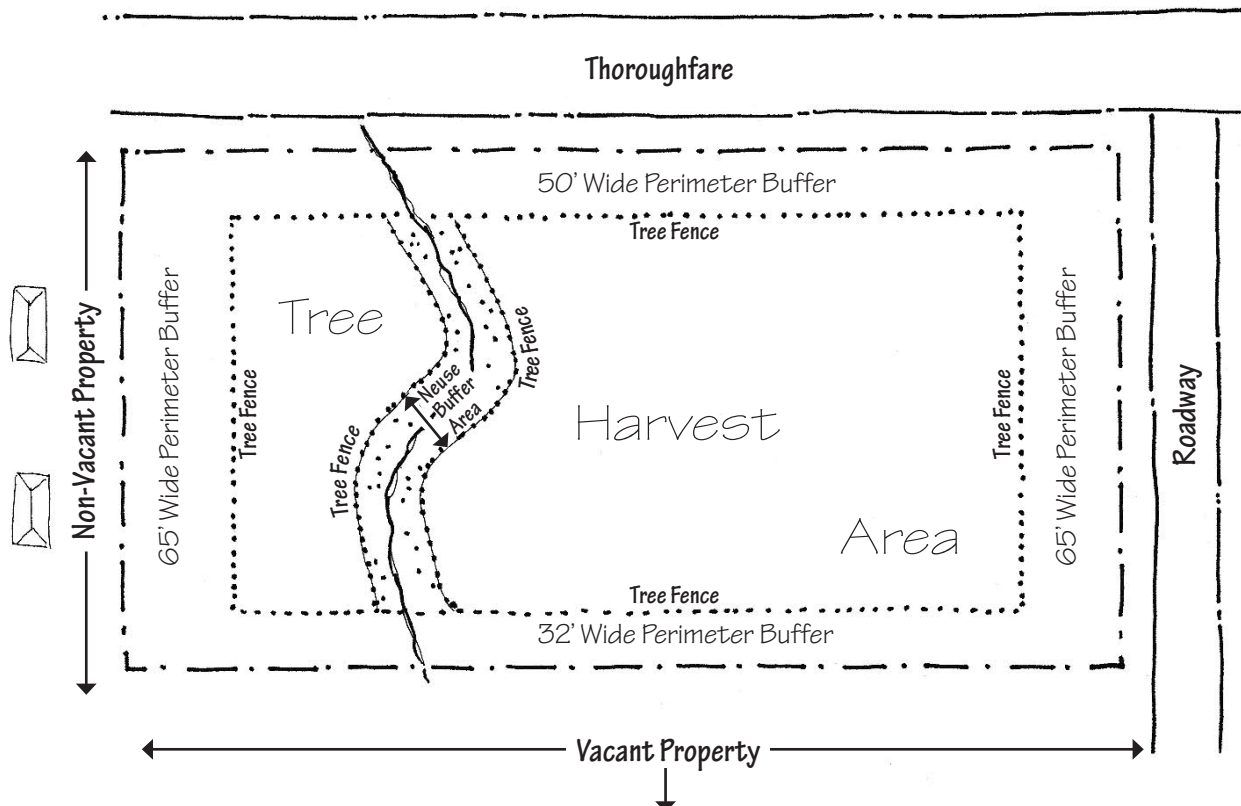 Thoroughfare
50' Wide Perimeter Buffer
Tree Fence
Tree
Non-Vacant Property
65' Wide Perimeter Buffer
Tree Fence
Tree Fence
Neuse
Buffer
Area
Tree Fence
Harvest
Tree Fence
65' Wide Perimeter Buffer
Roadway
Area
Tree Fence
32' Wide Perimeter Buffer
Vacant Property